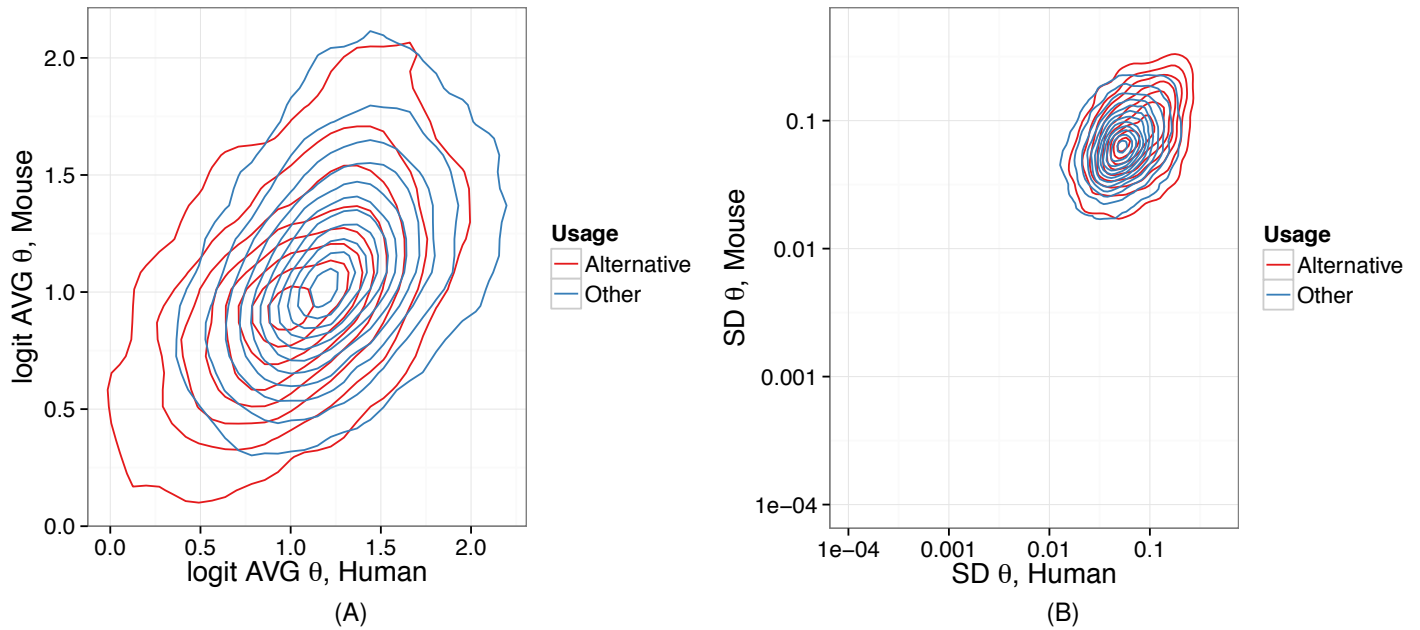 2.0
1.5
1.0
0.5
0.0
logit AVG θ, Mouse
0.0 0.5 1.0 1.5 2.0
logit AVG θ, Human
(A)
Usage
Alternative
Other
0.1
0.01
0.001
1e−04
SD θ, Mouse
1e−04 0.001 0.01 0.1
SD θ, Human
(B)
Usage
Alternative
Other